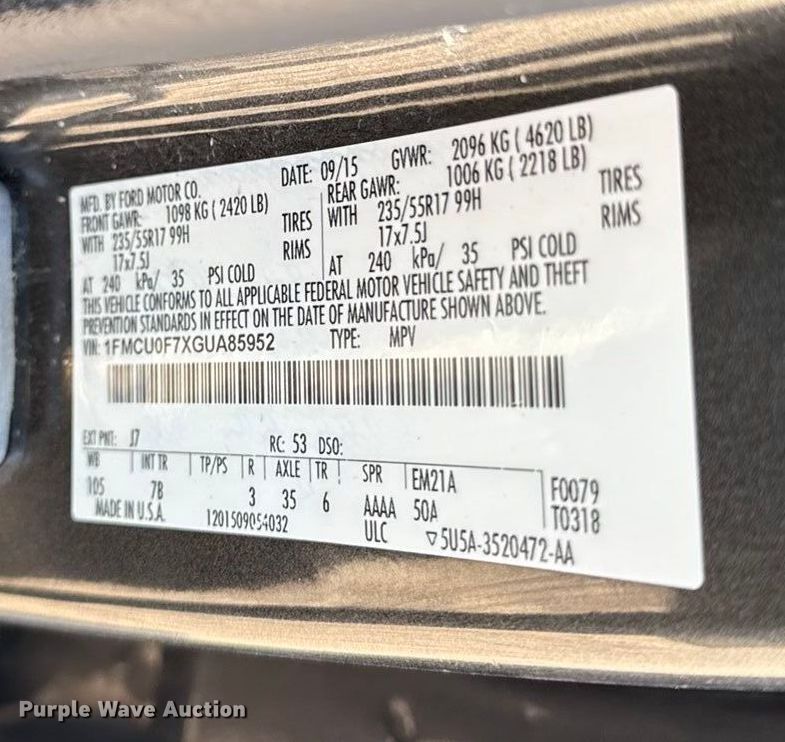 MFD. BY FORD MOTOR CO.
DATE: 09/15 GVWR: 2096 KG ( 4620 LB)
FRONT GAWR: 1098 KG ( 2420 LB)
WITH 235/55R17 99H TIRES
17x7.5J RIMS
AT 240 kPa/ 35 PSI COLD
REAR GAWR: 1006 KG ( 2218 LB)
WITH 235/55R17 99H TIRES
17x7.5J RIMS
AT 240 kPa/ 35 PSI COLD
THIS VEHICLE CONFORMS TO ALL APPLICABLE FEDERAL MOTOR VEHICLE SAFETY AND THEFT
PREVENTION STANDARDS IN EFFECT ON THE DATE OF MANUFACTURE SHOWN ABOVE.
VIN: 1FMCU0F7XGUA85952 TYPE: MPV
EXT PNT: J7 RC: 53 DSO:
WB INT TR TP/PS R AXLE TR SPR EM21A
105 7B 3 35 6 AAAA 50A
MADE IN U.S.A. 1201509054032 ULC
F0079
T0318
▽5U5A-3520472-AA
Purple Wave Auction